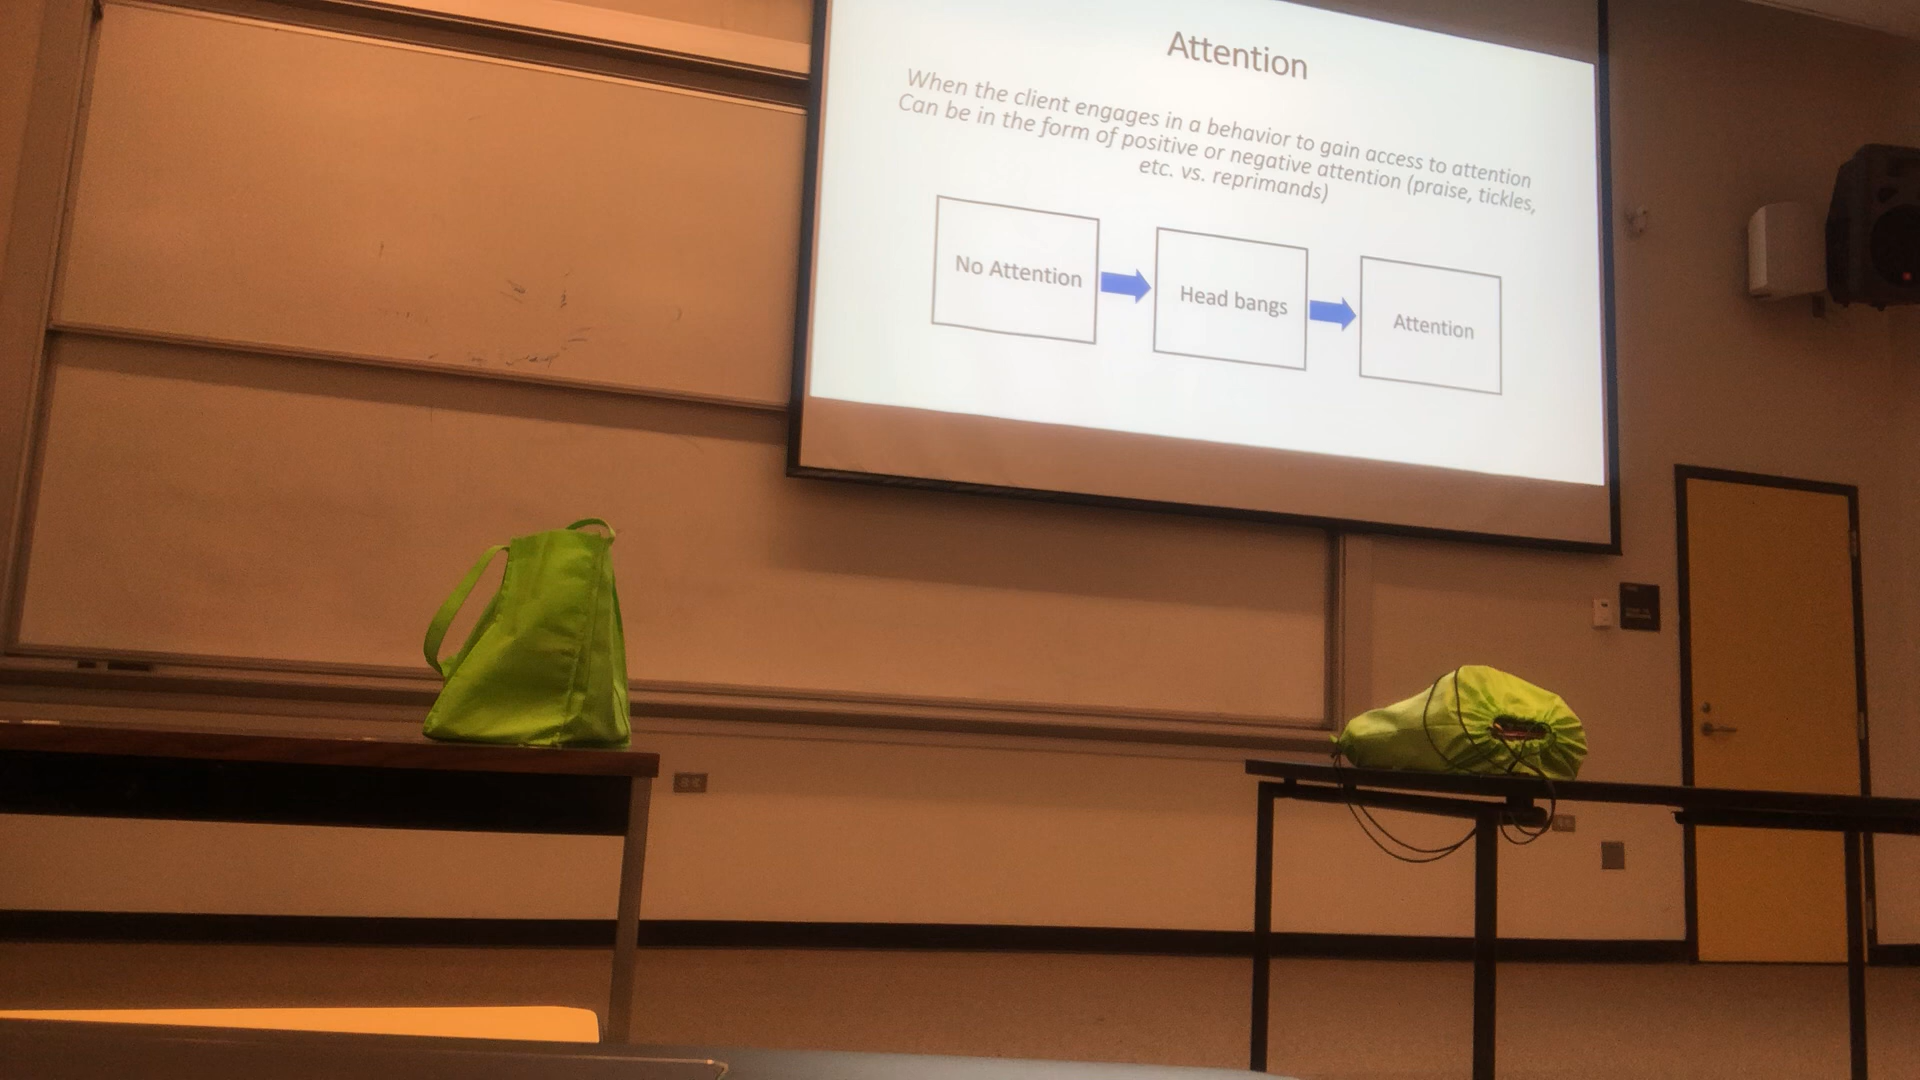 Attention
When the client engages in a behavior to gain access to attention
Can be in the form of positive or negative attention (praise, tickles,
etc. vs. reprimands)
No Attention
Head bangs
Attention